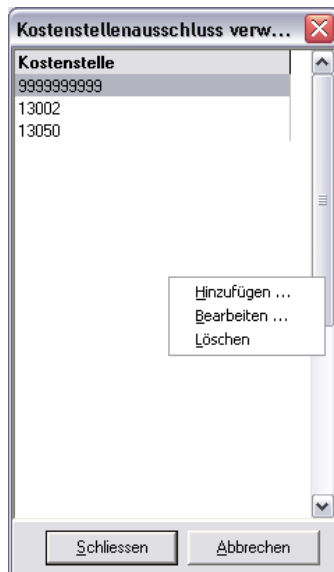 Kostenstellenausschluss verw...
Kostenstelle
9999999999
13002
13050
Hinzufügen ...
Bearbeiten ...
Löschen
Schliessen
Abbrechen